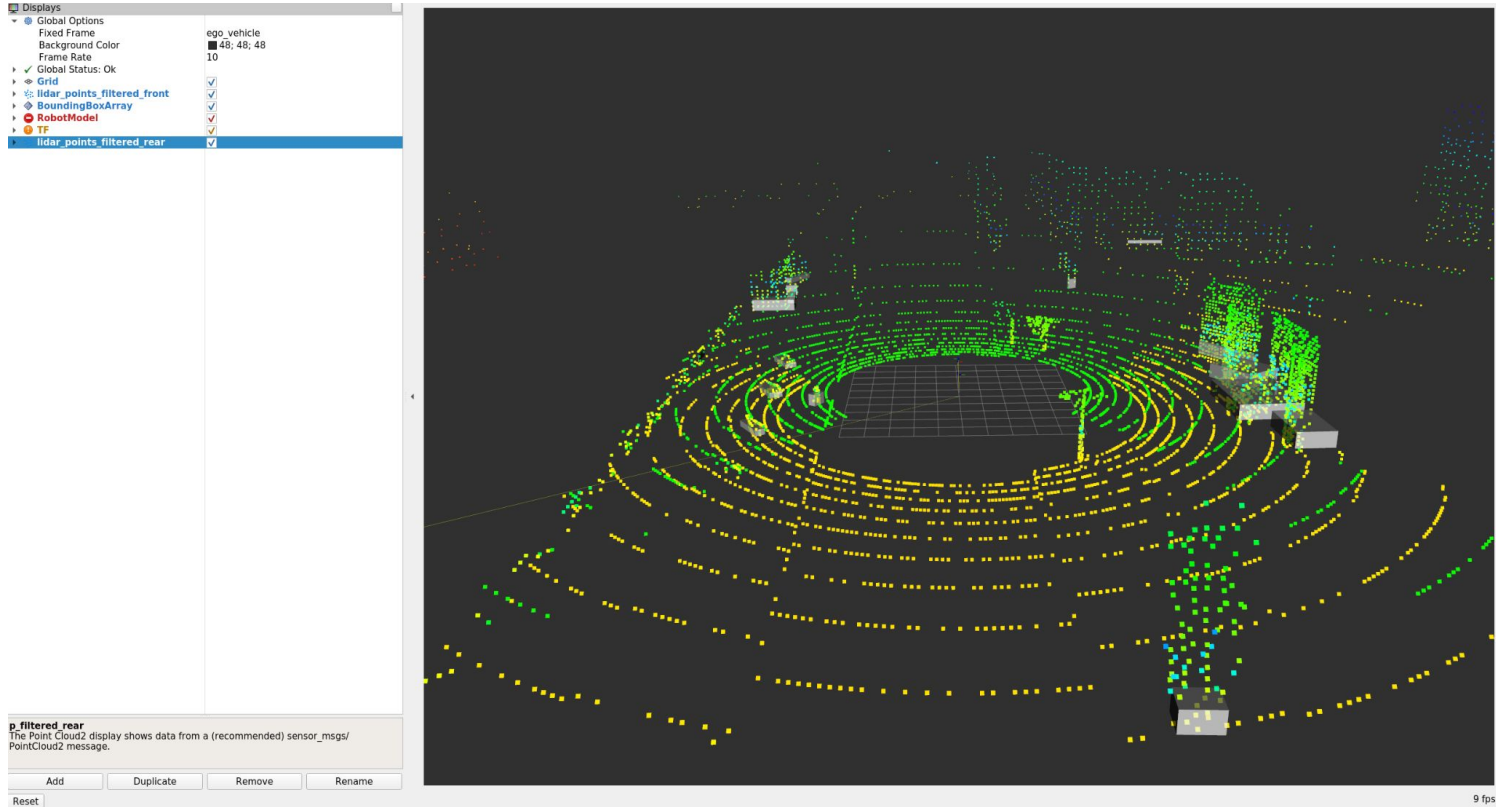 Displays
Global Options
Fixed Frame ego_vehicle
Background Color 48; 48; 48
Frame Rate 10
Global Status: Ok
Grid
lidar_points_filtered_front
BoundingBoxArray
RobotModel
TF
lidar_points_filtered_rear
p_filtered_rear
The Point Cloud2 display shows data from a (recommended) sensor_msgs/
PointCloud2 message.
Add Duplicate Remove Rename
Reset 9 fps